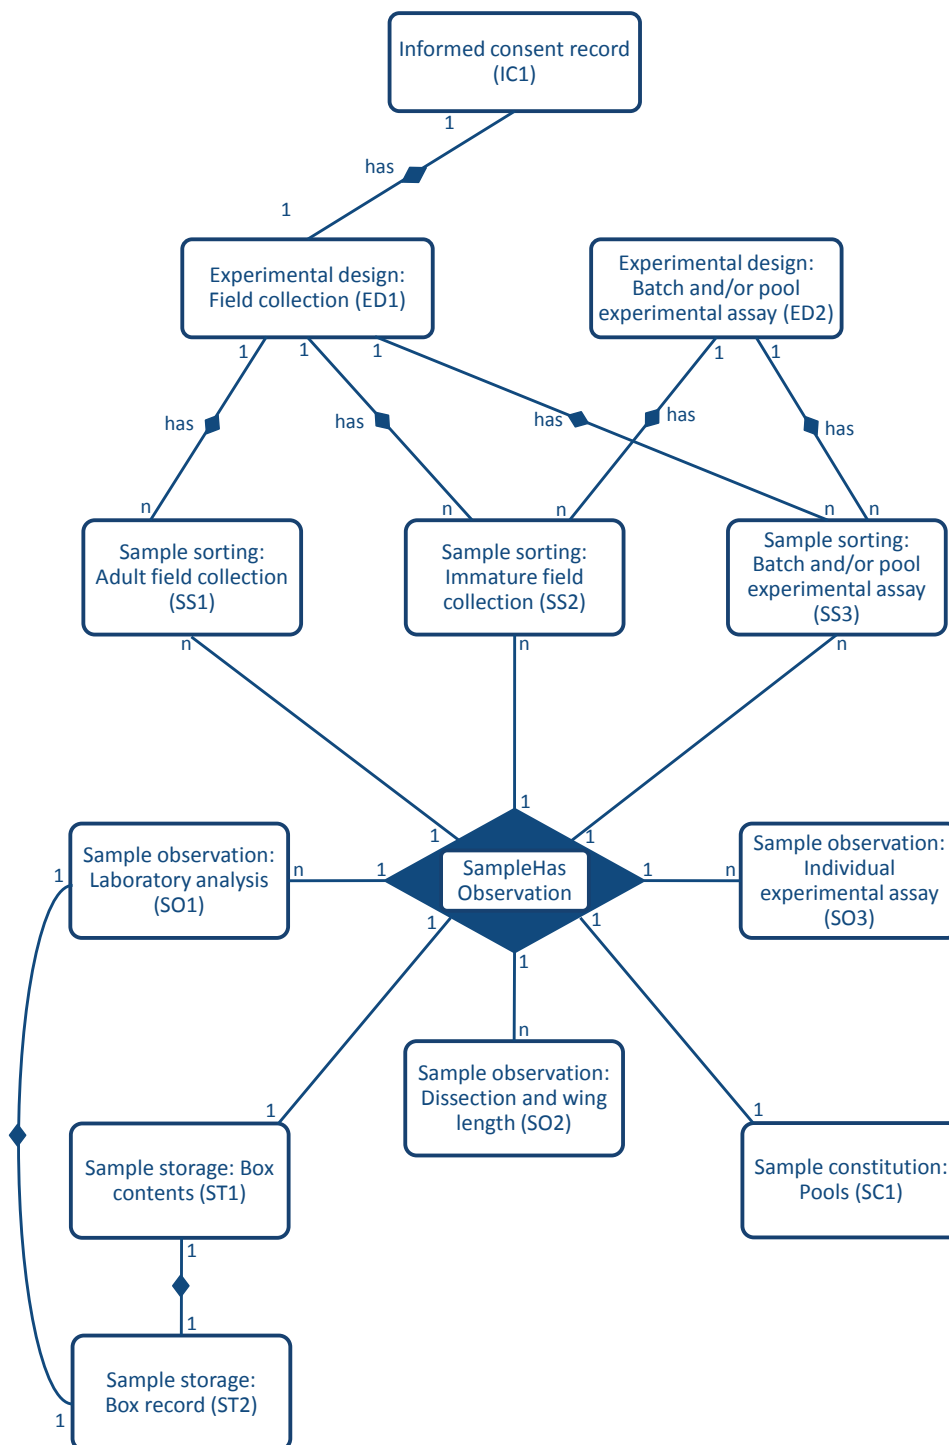 Informed consent record
(IC1)
1
has
1
Experimental design:
Field collection (ED1)
Experimental design:
Batch and/or pool
experimental assay (ED2)
1
1
1
1
1
has
has
has
has
has
n
n
n
n
n
Sample sorting:
Adult field collection
(SS1)
Sample sorting:
Immature field
collection (SS2)
Sample sorting:
Batch and/or pool
experimental assay
(SS3)
n
n
n
1
1
1
Sample observation:
Laboratory analysis
(SO1)
1
n
1
SampleHas
Observation
1
n
Sample observation:
Individual
experimental assay
(SO3)
1
1
1
n
Sample observation:
Dissection and wing
length (SO2)
1
1
Sample storage: Box
contents (ST1)
Sample constitution:
Pools (SC1)
1
1
Sample storage:
Box record (ST2)
1